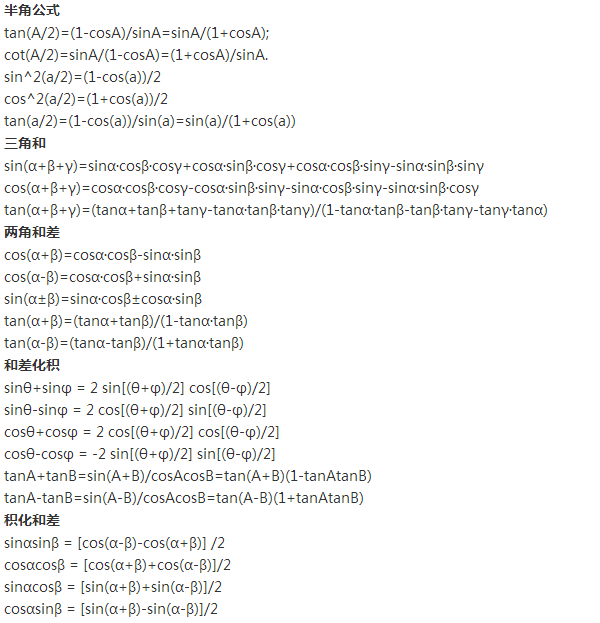 半角公式
tan(A/2)=(1-cosA)/sinA=sinA/(1+cosA);
cot(A/2)=sinA/(1-cosA)=(1+cosA)/sinA.
sin^2(a/2)=(1-cos(a))/2
cos^2(a/2)=(1+cos(a))/2
tan(a/2)=(1-cos(a))/sin(a)=sin(a)/(1+cos(a))
三角和
sin(α+β+γ)=sinα·cosβ·cosγ+cosα·sinβ·cosγ+cosα·cosβ·sinγ-sinα·sinβ·sinγ
cos(α+β+γ)=cosα·cosβ·cosγ-cosα·sinβ·sinγ-sinα·cosβ·sinγ-sinα·sinβ·cosγ
tan(α+β+γ)=(tanα+tanβ+tanγ-tanα·tanβ·tanγ)/(1-tanα·tanβ-tanβ·tanγ-tanγ·tanα)
两角和差
cos(α+β)=cosα·cosβ-sinα·sinβ
cos(α-β)=cosα·cosβ+sinα·sinβ
sin(α±β)=sinα·cosβ±cosα·sinβ
tan(α+β)=(tanα+tanβ)/(1-tanα·tanβ)
tan(α-β)=(tanα-tanβ)/(1+tanα·tanβ)
和差化积
sinθ+sinφ = 2 sin[(θ+φ)/2] cos[(θ-φ)/2]
sinθ-sinφ = 2 cos[(θ+φ)/2] sin[(θ-φ)/2]
cosθ+cosφ = 2 cos[(θ+φ)/2] cos[(θ-φ)/2]
cosθ-cosφ = -2 sin[(θ+φ)/2] sin[(θ-φ)/2]
tanA+tanB=sin(A+B)/cosAcosB=tan(A+B)(1-tanAtanB)
tanA-tanB=sin(A-B)/cosAcosB=tan(A-B)(1+tanAtanB)
积化和差
sinαsinβ = [cos(α-β)-cos(α+β)] /2
cosαcosβ = [cos(α+β)+cos(α-β)]/2
sinαcosβ = [sin(α+β)+sin(α-β)]/2
cosαsinβ = [sin(α+β)-sin(α-β)]/2